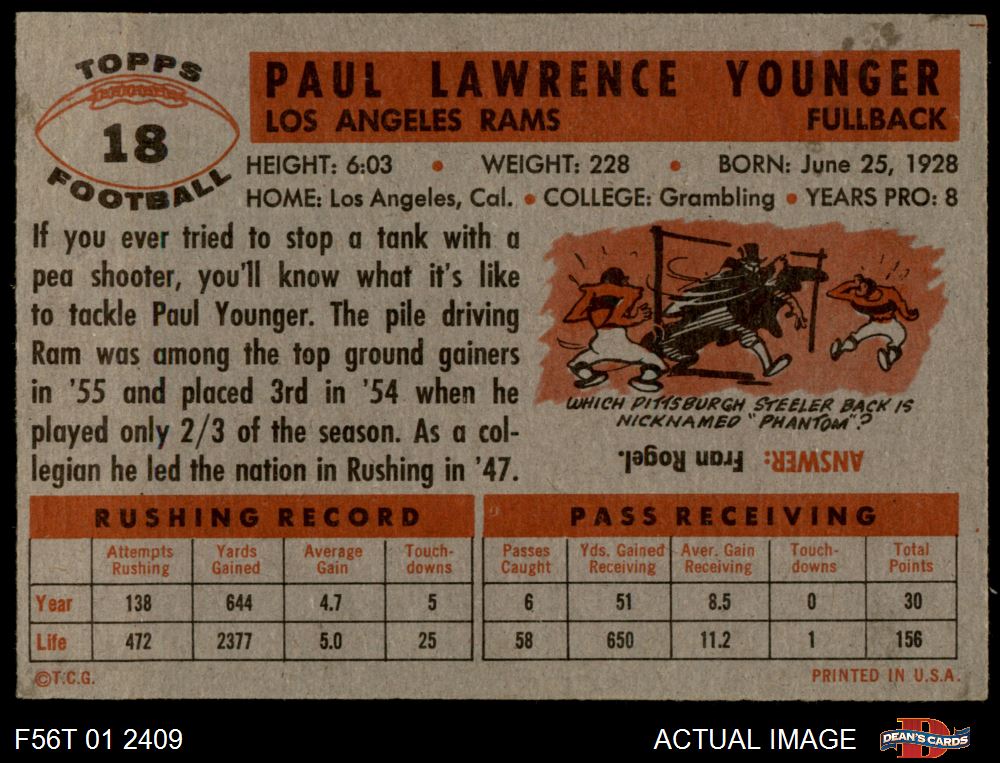 TOPPS
18
FOOTBALL
PAUL LAWRENCE YOUNGER
LOS ANGELES RAMS FULLBACK
HEIGHT: 6:03 • WEIGHT: 228 • BORN: June 25, 1928
HOME: Los Angeles, Cal. • COLLEGE: Grambling • YEARS PRO: 8
If you ever tried to stop a tank with a
pea shooter, you'll know what it's like
to tackle Paul Younger. The pile driving
Ram was among the top ground gainers
in '55 and placed 3rd in '54 when he
played only 2/3 of the season. As a col-
legian he led the nation in Rushing in '47.
WHICH PITTSBURGH STEELER BACK IS
NICKNAMED "PHANTOM"?
ANSWER: Fran Rogel.
RUSHING RECORD
Attempts Rushing Yards Gained Average Gain Touch-downs
Year 138 644 4.7 5
Life 472 2377 5.0 25
PASS RECEIVING
Passes Caught Yds. Gained Receiving Aver. Gain Receiving Touch-downs Total Points
6 51 8.5 0 30
58 650 11.2 1 156
©T.C.G. PRINTED IN U.S.A.
F56T 01 2409 ACTUAL IMAGE DEAN'S CARDS